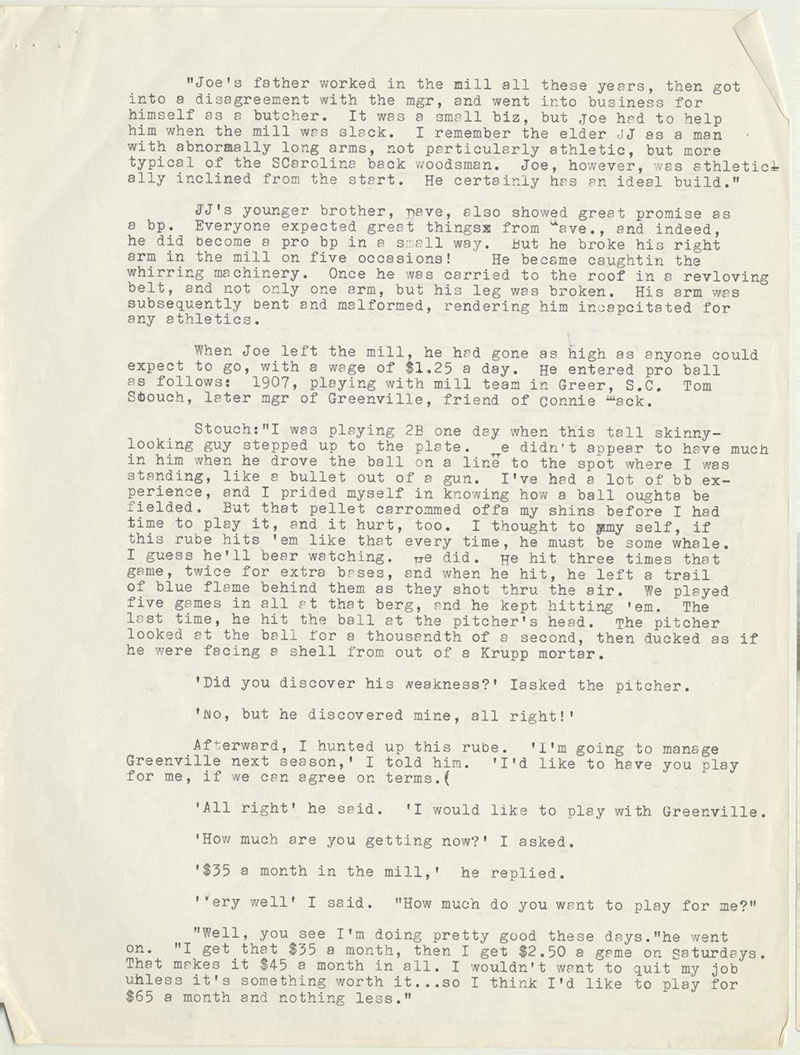 "Joe's father worked in the mill all these years, then got
into a disagreement with the mgr, and went into business for
himself as a butcher. It was a small biz, but Joe had to help
him when the mill was slack. I remember the elder JJ as a man
with abnormally long arms, not particularly athletic, but more
typical of the SCarolina back woodsman. Joe, however, was athletic-
ally inclined from the start. He certainly has an ideal build."
JJ's younger brother, Dave, also showed great promise as
a bp. Everyone expected great thingsx from ave., and indeed,
he did become a pro bp in a small way. But he broke his right
arm in the mill on five occasions! He became caughtin the
whirring machinery. Once he was carried to the roof in a revloving
belt, and not only one arm, but his leg was broken. His arm was
subsequently bent and malformed, rendering him incapcitated for
any athletics.
When Joe left the mill, he had gone as high as anyone could
expect to go, with a wage of $1.25 a day. He entered pro ball
as follows: 1907, playing with mill team in Greer, S.C. Tom
Stouch, later mgr of Greenville, friend of Connie Mack.
Stouch:"I was playing 2B one day when this tall skinny-
looking guy stepped up to the plate. He didn't appear to have much
in him when he drove the ball on a line to the spot where I was
standing, like a bullet out of a gun. I've had a lot of bb ex-
perience, and I prided myself in knowing how a ball oughta be
fielded. But that pellet carrommed offa my shins before I had
time to play it, and it hurt, too. I thought to my self, if
this rube hits 'em like that every time, he must be some whale.
I guess he'll bear watching. He did. He hit three times that
game, twice for extra bases, and when he hit, he left a trail
of blue flame behind them as they shot thru the air. We played
five games in all at that berg, and he kept hitting 'em. The
last time, he hit the ball at the pitcher's head. The pitcher
looked at the ball for a thousandth of a second, then ducked as if
he were facing a shell from out of a Krupp mortar.
'Did you discover his weakness?' Iasked the pitcher.
'No, but he discovered mine, all right!'
Afterward, I hunted up this rube. 'I'm going to manage
Greenville next season,' I told him. 'I'd like to have you play
for me, if we can agree on terms.(
'All right' he said. 'I would like to play with Greenville.
'How much are you getting now?' I asked.
'$35 a month in the mill,' he replied.
'Very well' I said. "How much do you want to play for me?"
"Well, you see I'm doing pretty good these days."he went
on. "I get that $35 a month, then I get $2.50 a game on Saturdays.
That makes it $45 a month in all. I wouldn't want to quit my job
unless it's something worth it...so I think I'd like to play for
$65 a month and nothing less."